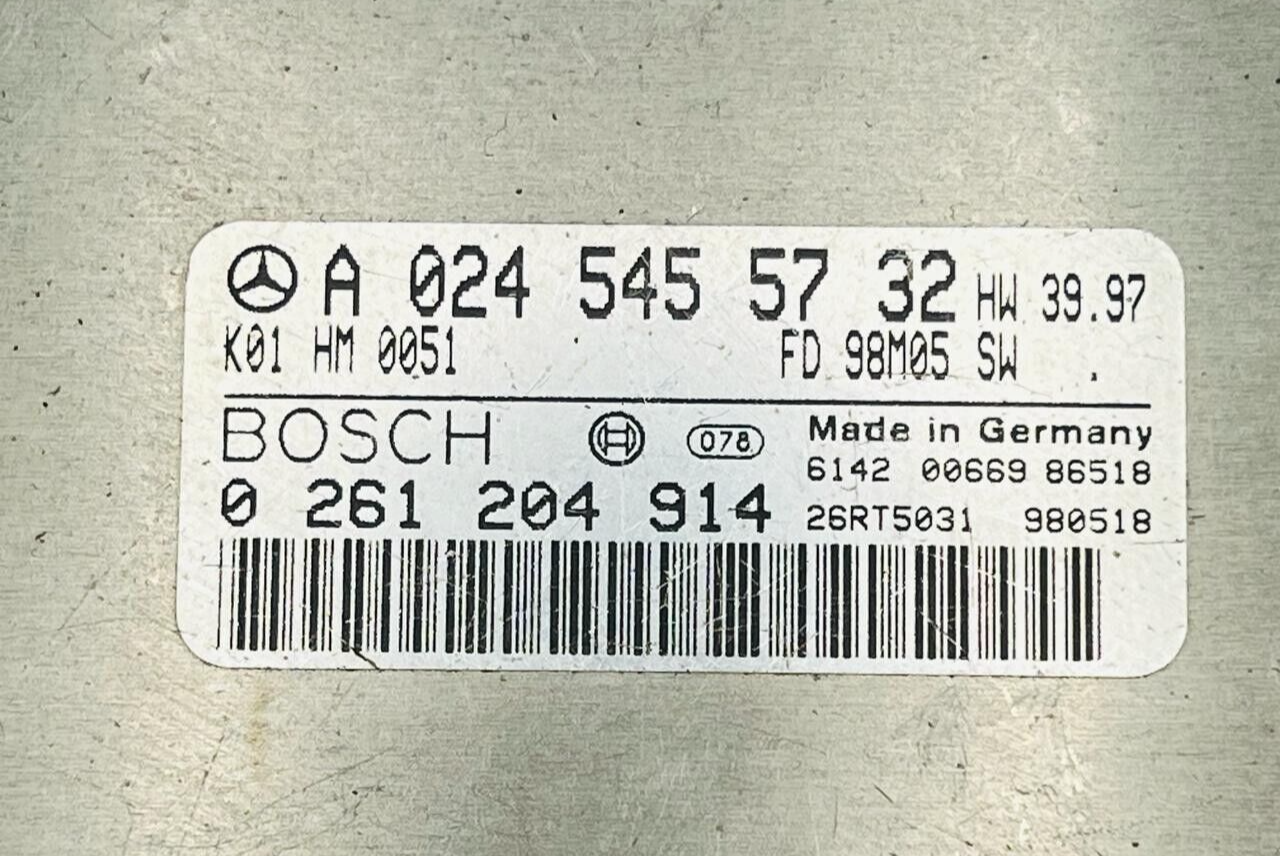 A 024 545 57 32 HW 39.97
K01 HM 0051 FD 98M05 SW .
BOSCH 078 Made in Germany
6142 00669 86518
0 261 204 914 26RT5031 980518